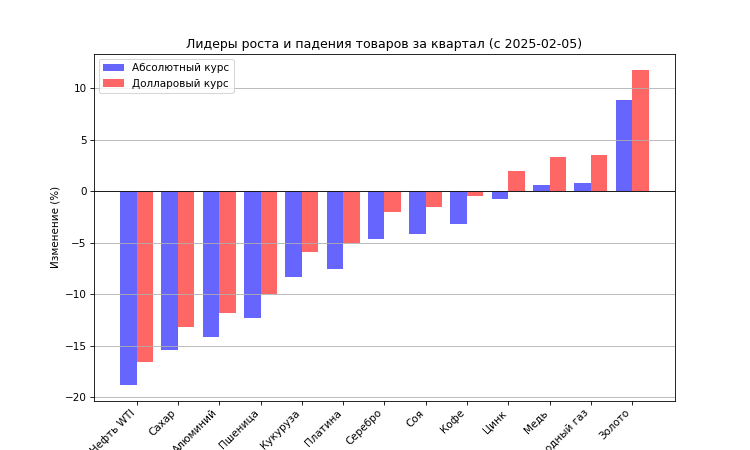 Лидеры роста и падения товаров за квартал (с 2025-02-05)
Абсолютный курс
Долларовый курс
Изменение (%)
10
5
0
−5
−10
−15
−20
Нефть WTI
Сахар
Алюминий
Пшеница
Кукуруза
Платина
Серебро
Соя
Кофе
Цинк
Медь
газ
Золото